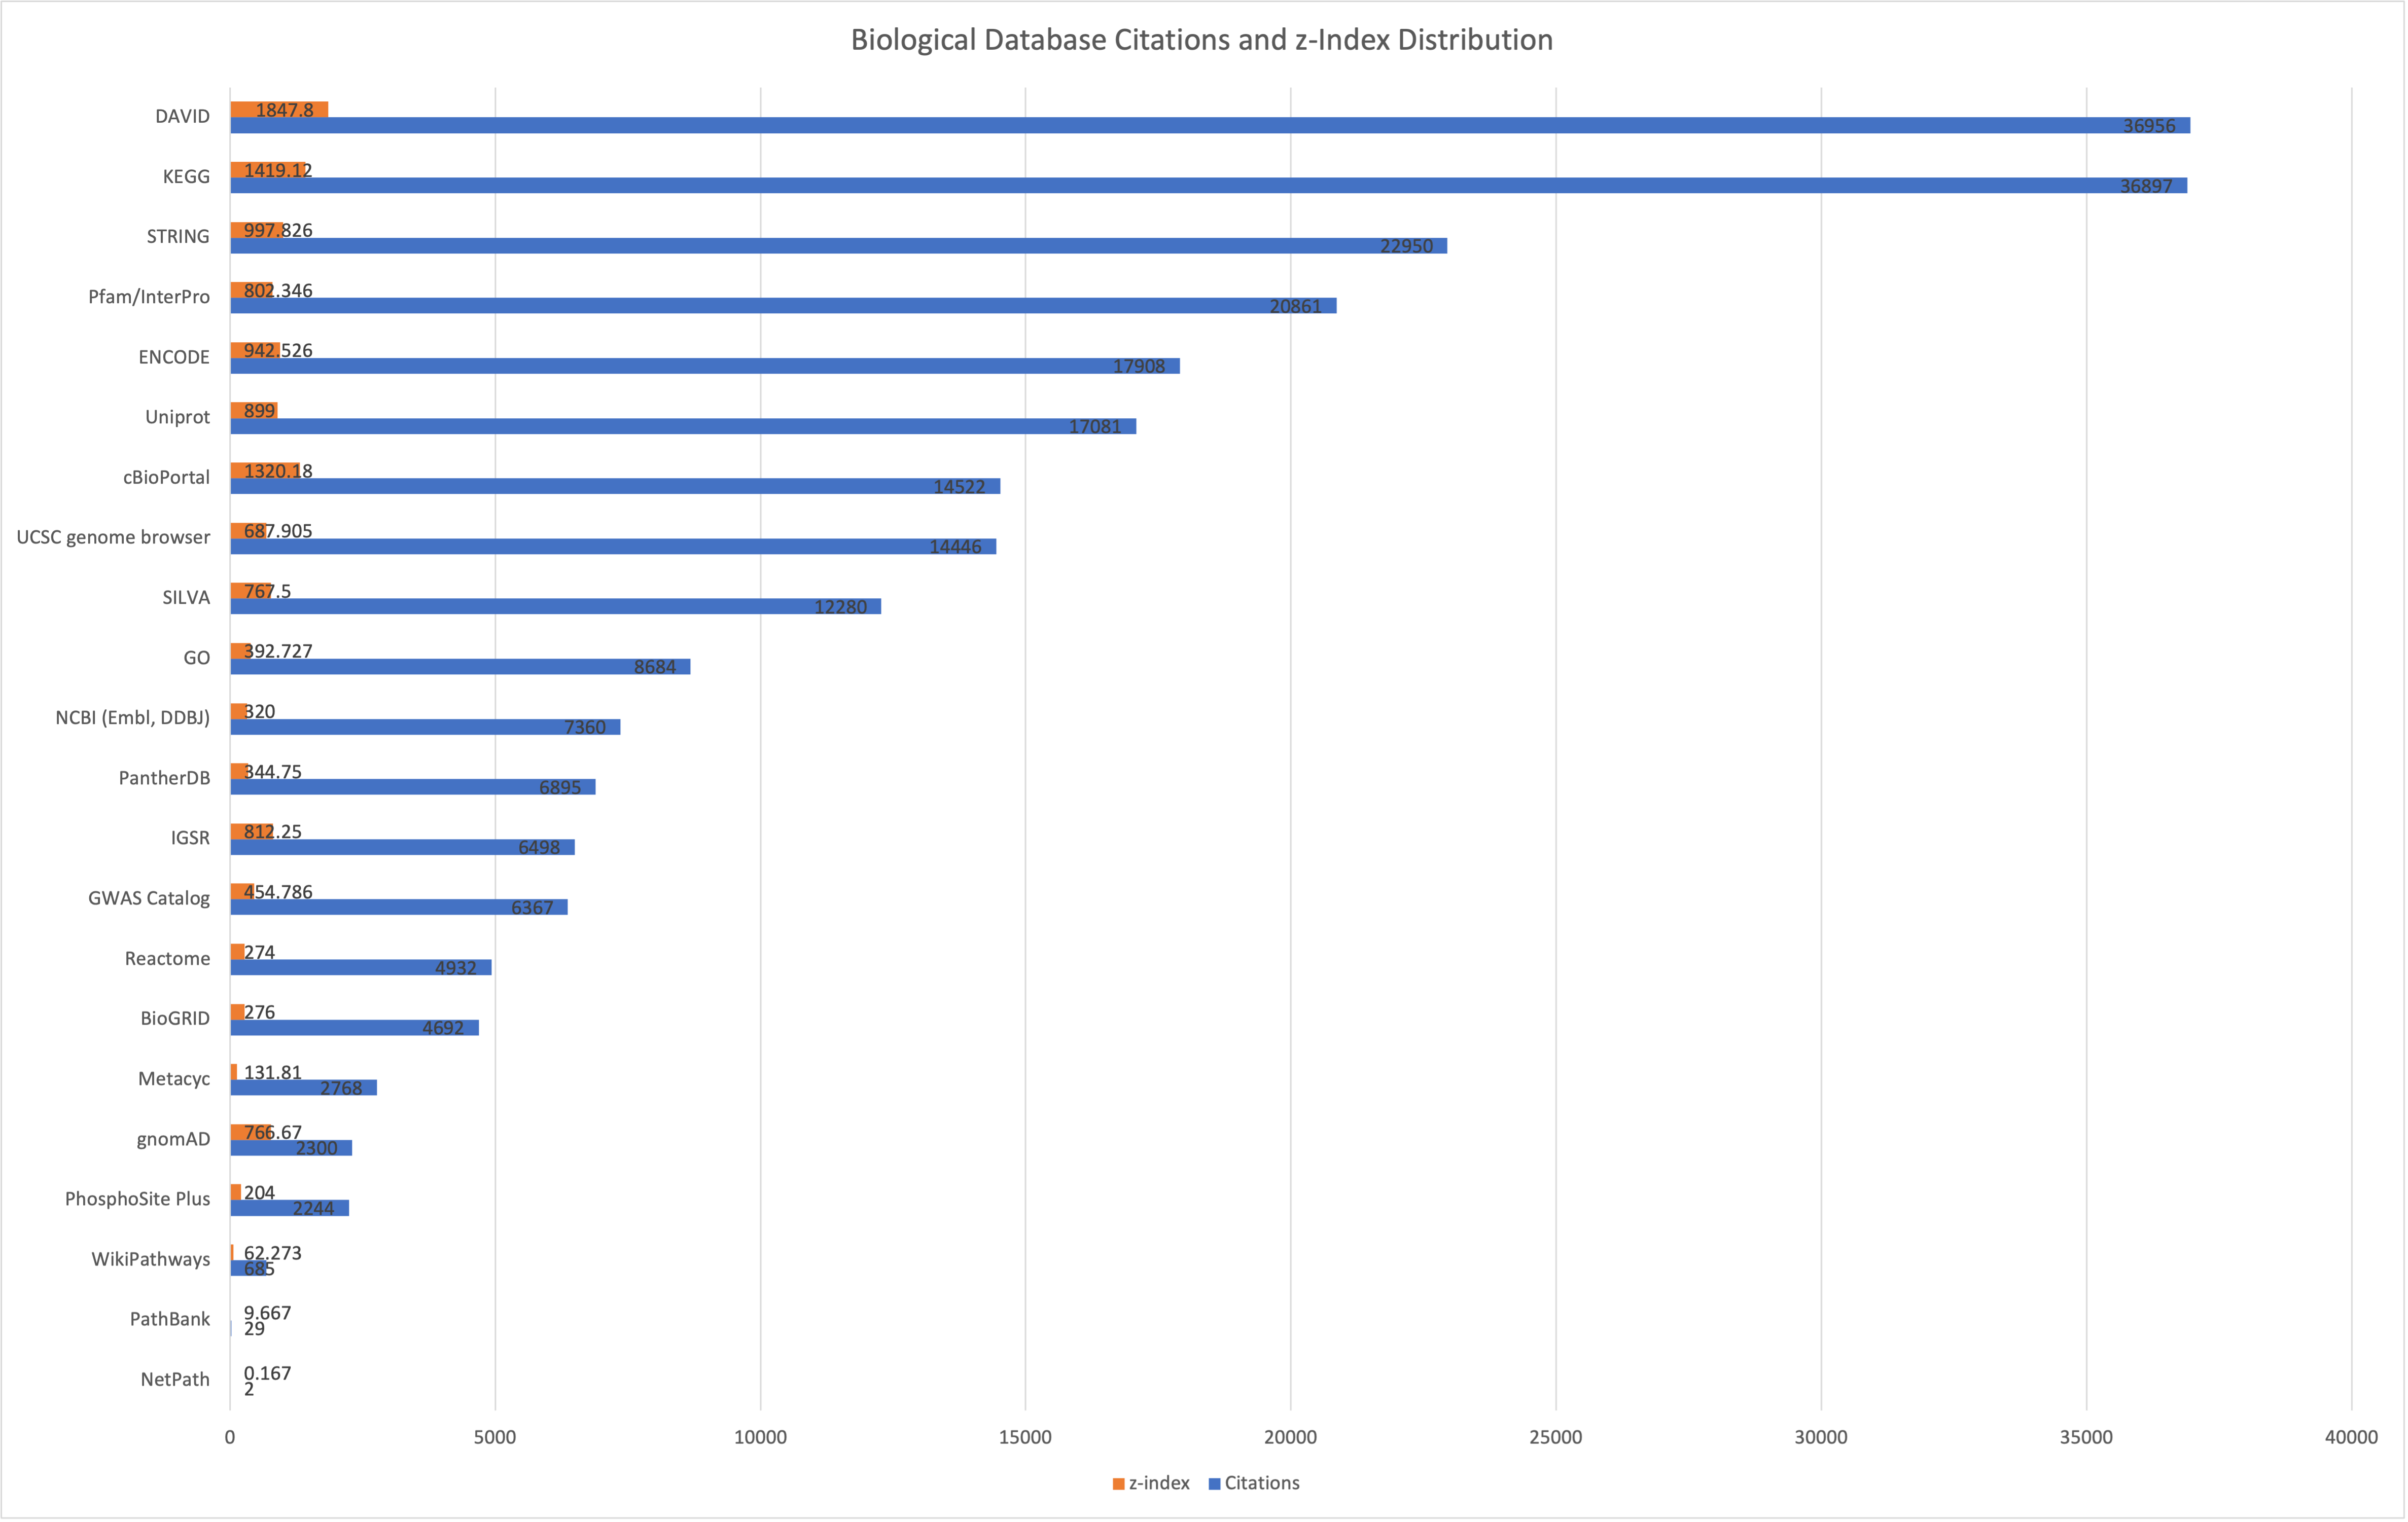 Biological Database Citations and z-Index Distribution
DAVID
1847.8
36956
KEGG
1419.12
36897
STRING
997.826
22950
Pfam/InterPro
802.346
20861
ENCODE
942.526
17908
Uniprot
899
17081
cBioPortal
1320.18
14522
UCSC genome browser
687.905
14446
SILVA
767.5
12280
GO
392.727
8684
NCBI (Embl, DDBJ)
320
7360
PantherDB
344.75
6895
IGSR
812.25
6498
GWAS Catalog
454.786
6367
Reactome
274
4932
BioGRID
276
4692
Metacyc
131.81
2768
gnomAD
766.67
2300
PhosphoSite Plus
204
2244
WikiPathways
62.273
685
PathBank
9.667
29
NetPath
0.167
2
0 5000 10000 15000 20000 25000 30000 35000 40000
z-index Citations